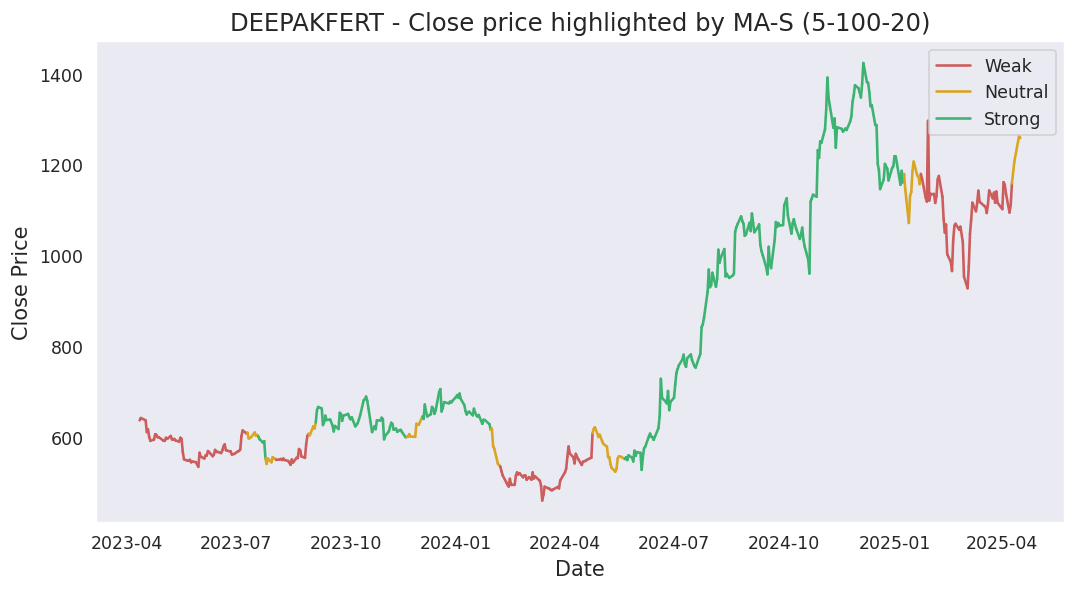 DEEPAKFERT - Close price highlighted by MA-S (5-100-20)
Weak
Neutral
Strong
1400
1200
1000
800
600
Close Price
2023-04 2023-07 2023-10 2024-01 2024-04 2024-07 2024-10 2025-01 2025-04
Date